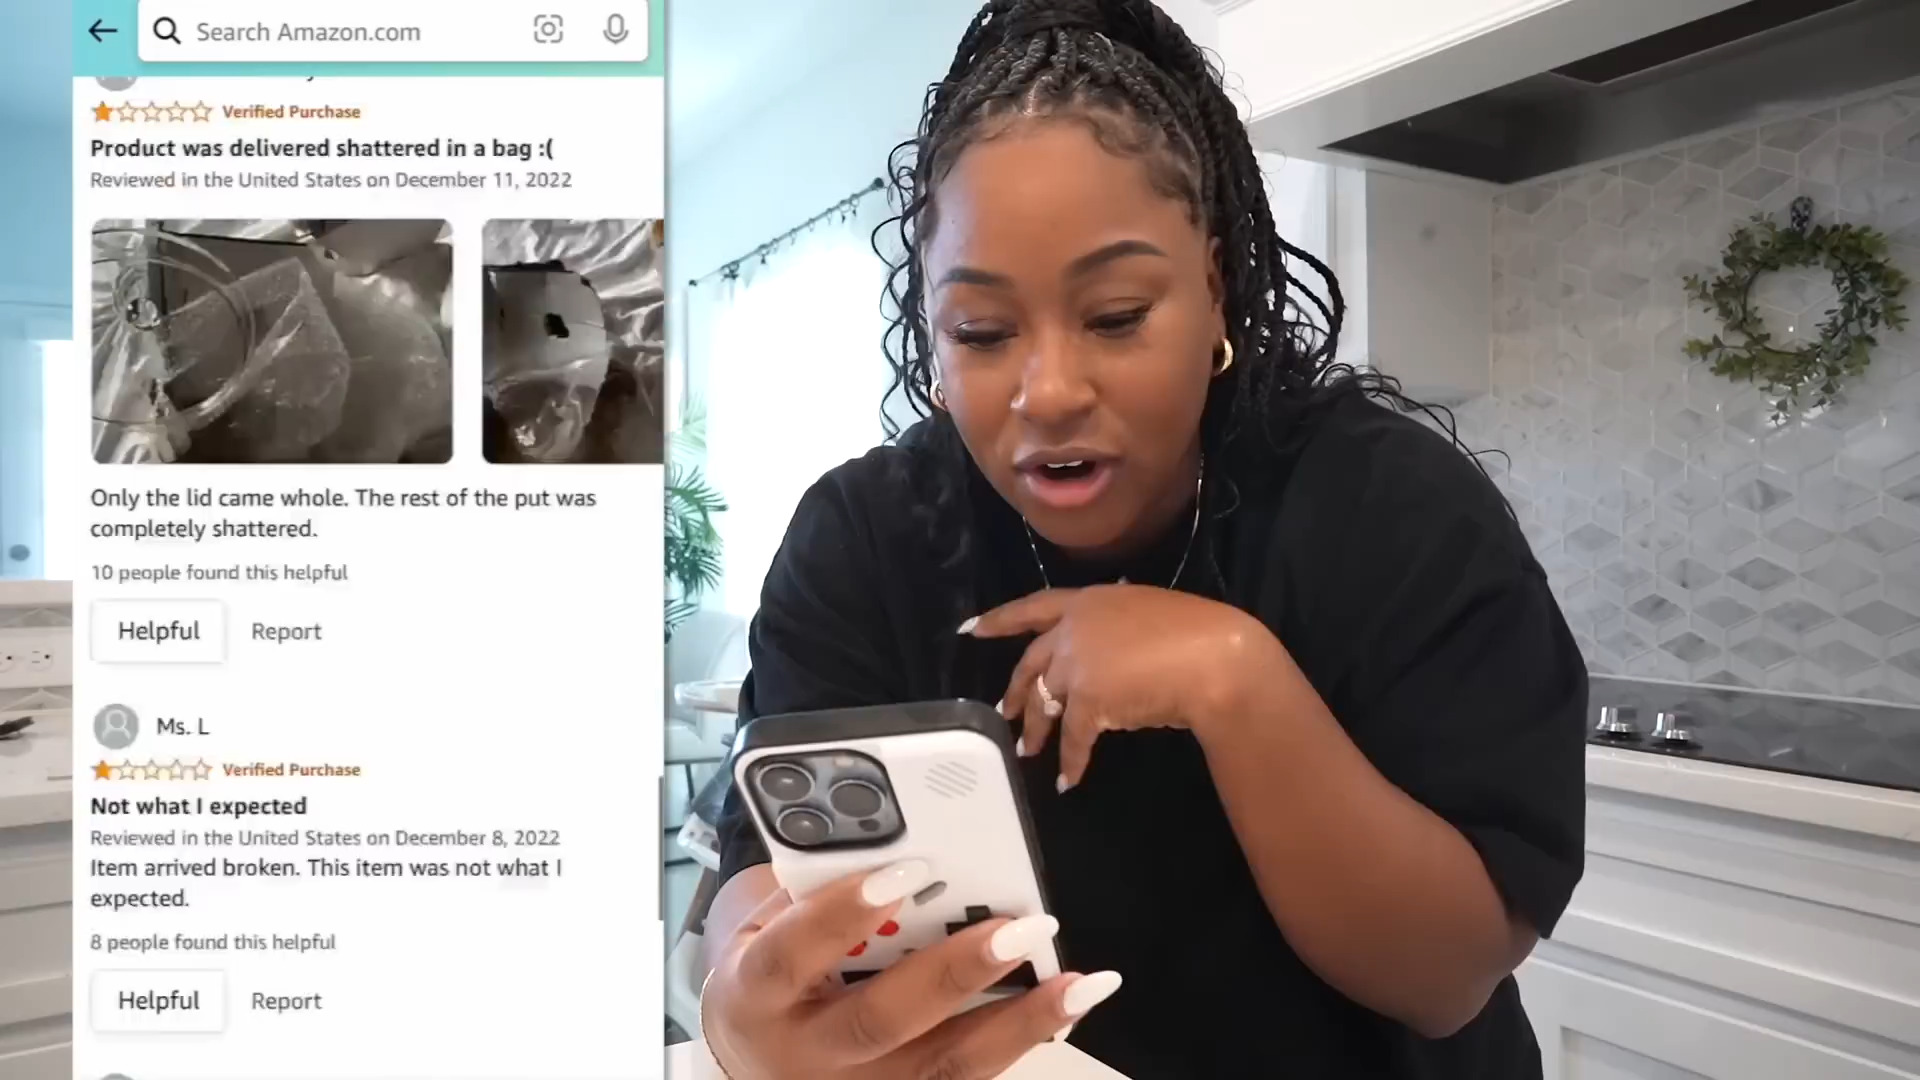 Search Amazon.com
Verified Purchase
Product was delivered shattered in a bag :(
Reviewed in the United States on December 11, 2022
Only the lid came whole. The rest of the put was
completely shattered.
10 people found this helpful
Helpful
Report
Ms. L
Verified Purchase
Not what I expected
Reviewed in the United States on December 8, 2022
Item arrived broken. This item was not what I
expected.
8 people found this helpful
Helpful
Report